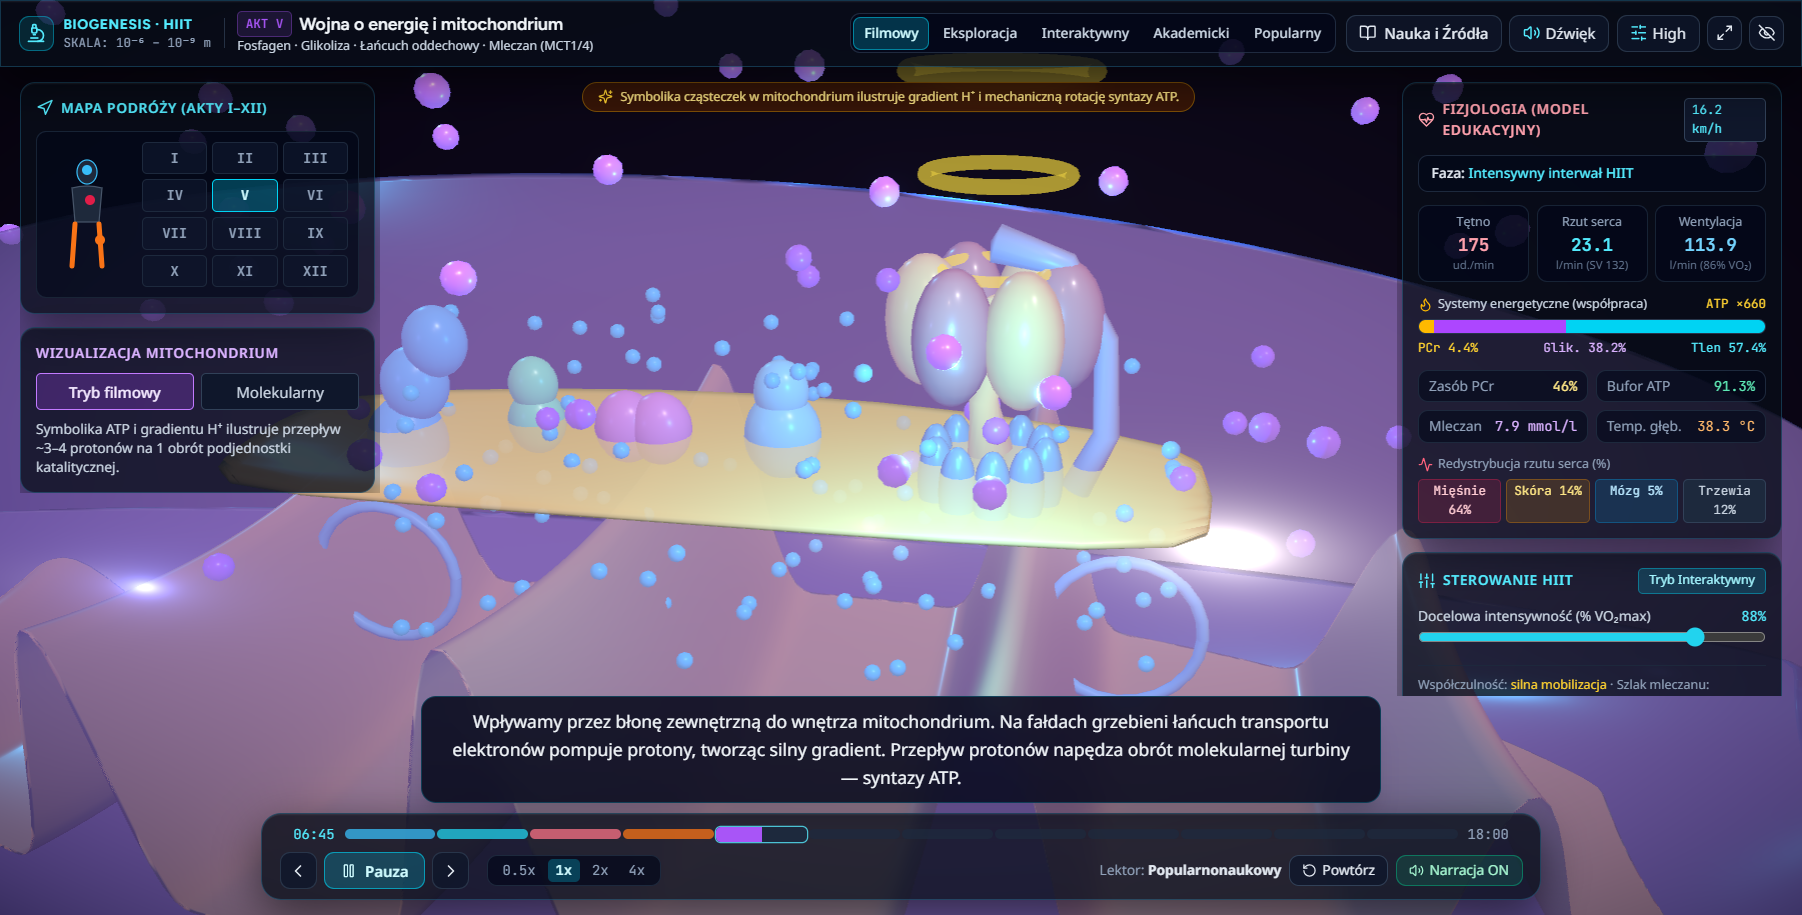 BIOGENESIS · HIIT
SKALA: 10⁻⁶ – 10⁻⁹ m
AKT V
Wojna o energię i mitochondrium
Fosfagen · Glikoliza · Łańcuch oddechowy · Mleczan (MCT1/4)
Filmowy
Eksploracja
Interaktywny
Akademicki
Popularny
Nauka i Źródła
Dźwięk
High
MAPA PODRÓŻY (AKTY I–XII)
I
II
III
IV
V
VI
VII
VIII
IX
X
XI
XII
WIZUALIZACJA MITOCHONDRIUM
Tryb filmowy
Molekularny
Symbolika ATP i gradientu H⁺ ilustruje przepływ
~3–4 protonów na 1 obrót podjednostki
katalitycznej.
Symbolika cząsteczek w mitochondrium ilustruje gradient H⁺ i mechaniczną rotację syntazy ATP.
FIZJOLOGIA (MODEL
EDUKACYJNY)
16.2
km/h
Faza: Intensywny interwał HIIT
Tętno
175
ud./min
Rzut serca
23.1
l/min (SV 132)
Wentylacja
113.9
l/min (86% VO₂)
Systemy energetyczne (współpraca)
ATP ×660
PCr 4.4%
Glik. 38.2%
Tlen 57.4%
Zasób PCr
46%
Bufor ATP
91.3%
Mleczan
7.9 mmol/l
Temp. głęb.
38.3 °C
Redystrybucja rzutu serca (%)
Mięśnie
64%
Skóra 14%
Mózg 5%
Trzewia
12%
STEROWANIE HIIT
Tryb Interaktywny
Docelowa intensywność (% VO₂max)
88%
Współczulność: silna mobilizacja · Szlak mleczanu:
Wpływamy przez błonę zewnętrzną do wnętrza mitochondrium. Na fałdach grzebieni łańcuch transportu
elektronów pompuje protony, tworząc silny gradient. Przepływ protonów napędza obrót molekularnej turbiny
— syntazy ATP.
06:45
18:00
Pauza
0.5x
1x
2x
4x
Lektor: Popularnonaukowy
Powtórz
Narracja ON